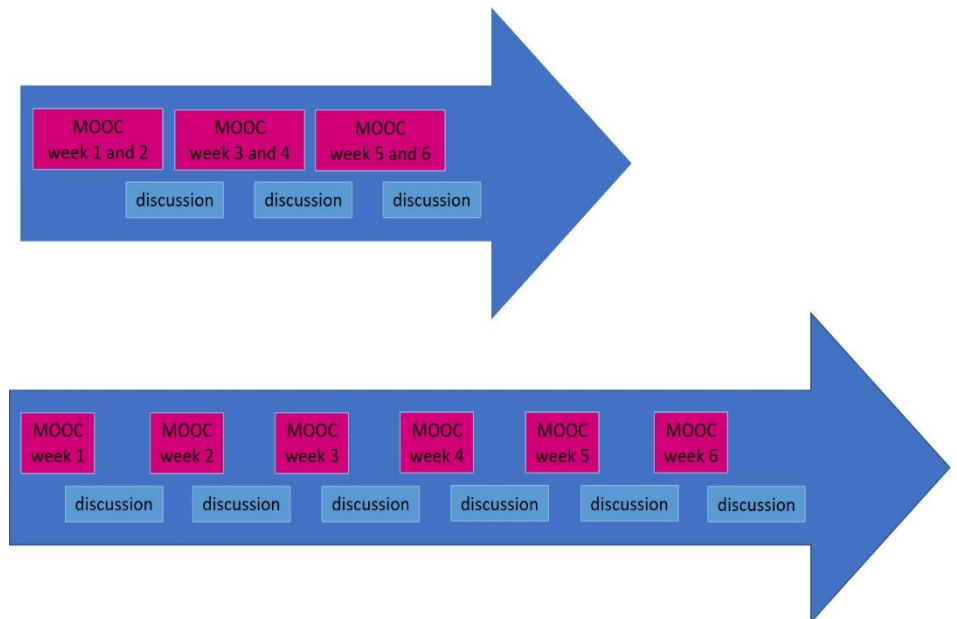 MOOC
week 1 and 2
MOOC
week 3 and 4
MOOC
week 5 and 6
discussion
discussion
discussion
MOOC
week 1
MOOC
week 2
MOOC
week 3
MOOC
week 4
MOOC
week 5
MOOC
week 6
discussion
discussion
discussion
discussion
discussion
discussion